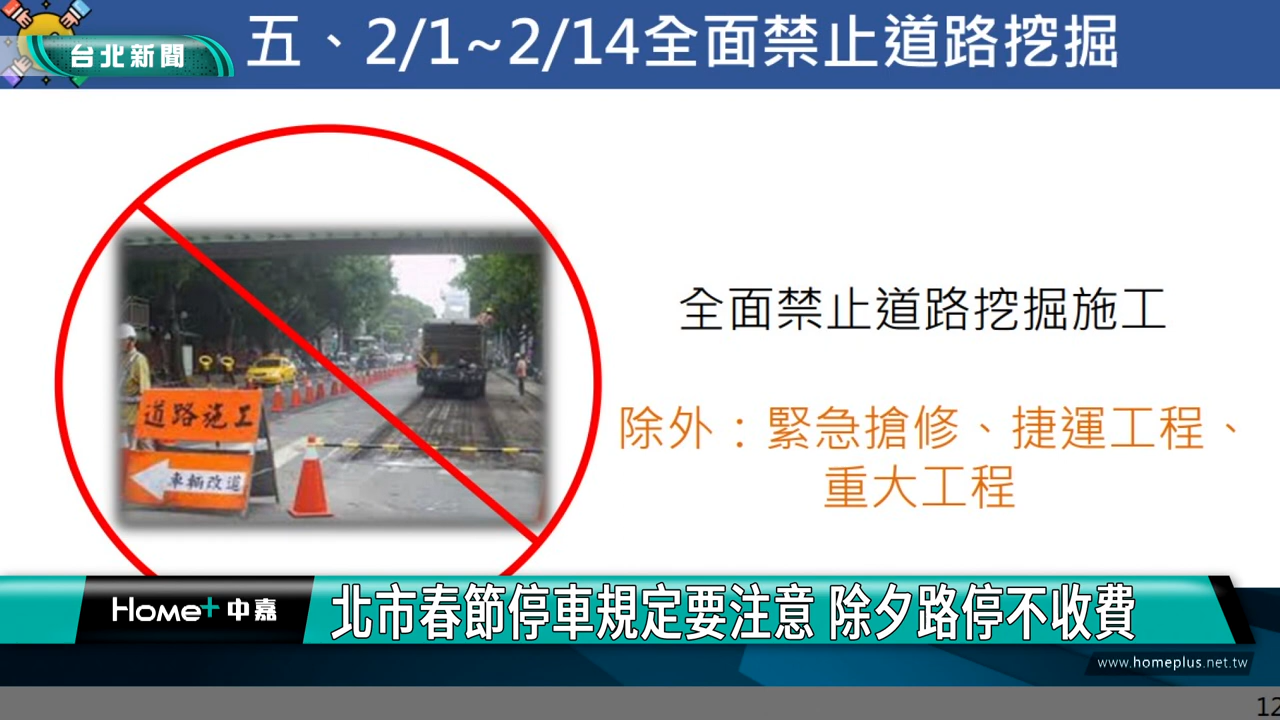 台北新聞
五、2/1~2/14全面禁止道路挖掘
全面禁止道路挖掘施工
除外：緊急搶修、捷運工程、
重大工程
道路施工
車輛改道
Home+中嘉
北市春節停車規定要注意 除夕路停不收費
www.homeplus.net.tw
12